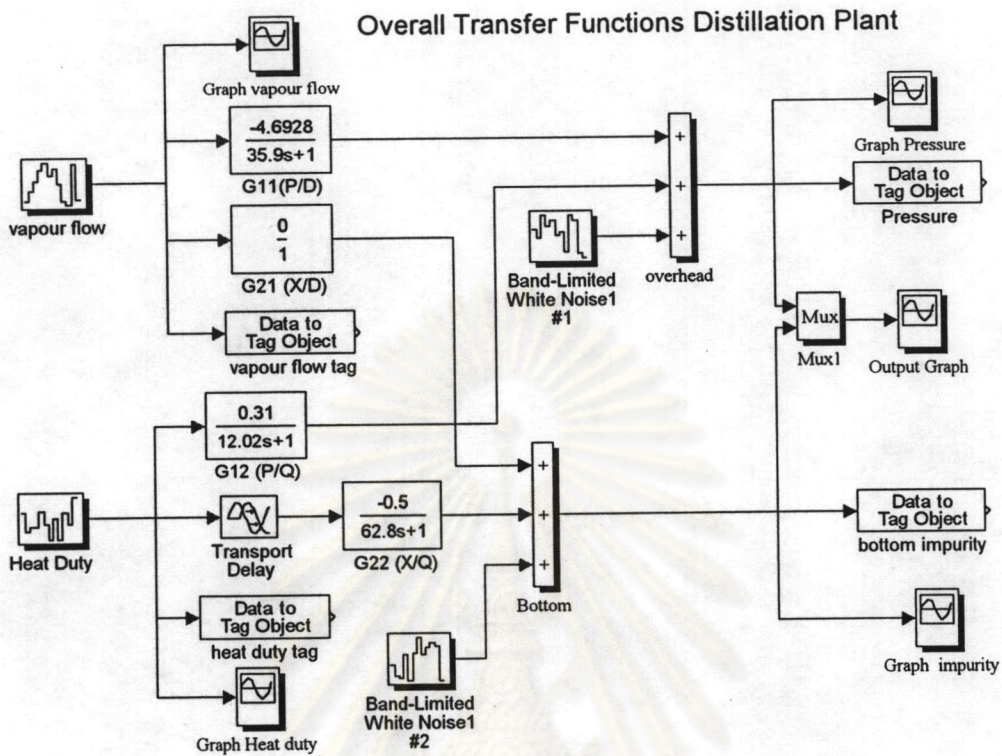 Overall Transfer Functions Distillation Plant
Graph vapour flow
-4.6928
35.9s+1
G11(P/D)
vapour flow
0
1
G21 (X/D)
Data to
Tag Object
vapour flow tag
Band-Limited
White Noise1
#1
+
+
+
overhead
Graph Pressure
Data to
Tag Object
Pressure
Mux
Mux1
Output Graph
0.31
12.02s+1
G12 (P/Q)
Heat Duty
Transport
Delay
-0.5
62.8s+1
G22 (X/Q)
+
+
+
Bottom
Data to
Tag Object
bottom impurity
Data to
Tag Object
heat duty tag
Graph Heat duty
Band-Limited
White Noise1
#2
Graph impurity